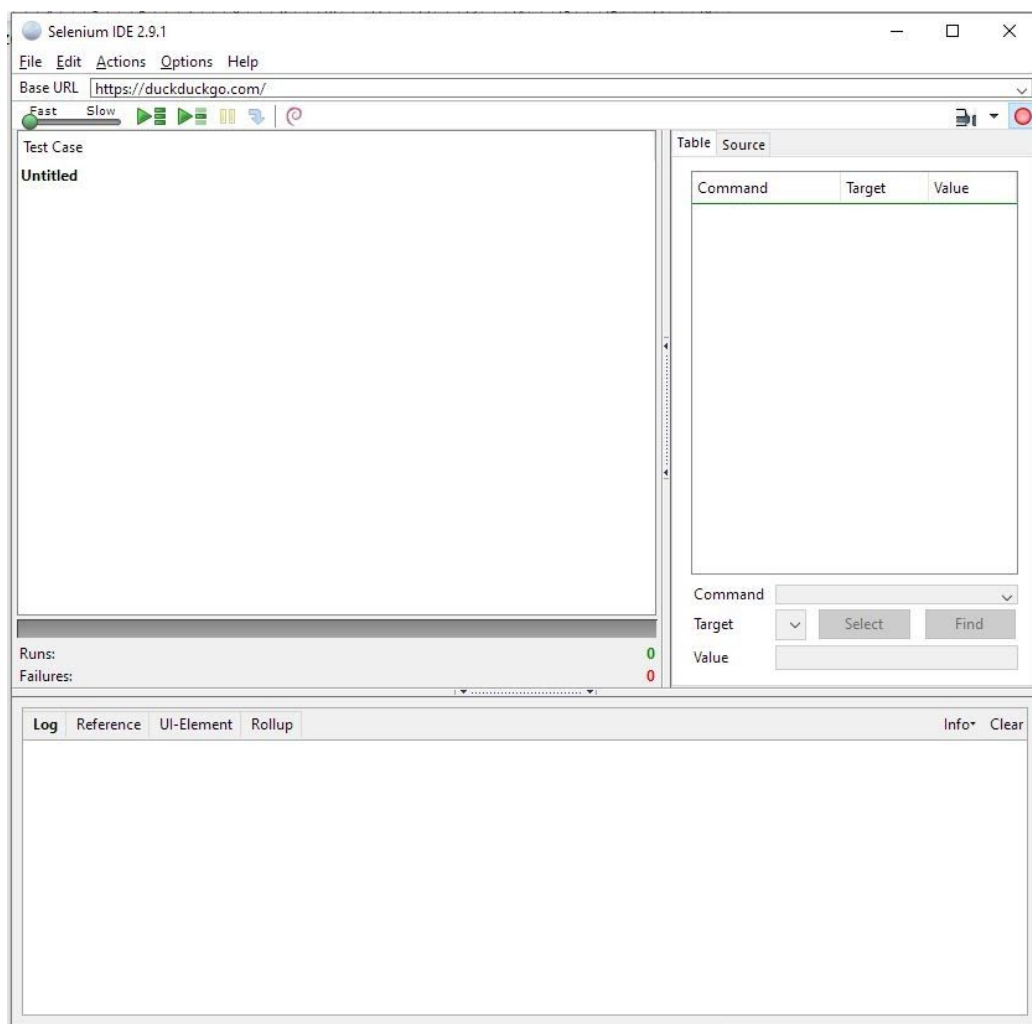 Selenium IDE 2.9.1
File Edit Actions Options Help
Base URL https://duckduckgo.com/
Fast Slow
Test Case
Untitled
Table Source
Command Target Value
Command
Target Select Find
Value
Runs: 0
Failures: 0
Log Reference UI-Element Rollup Info Clear